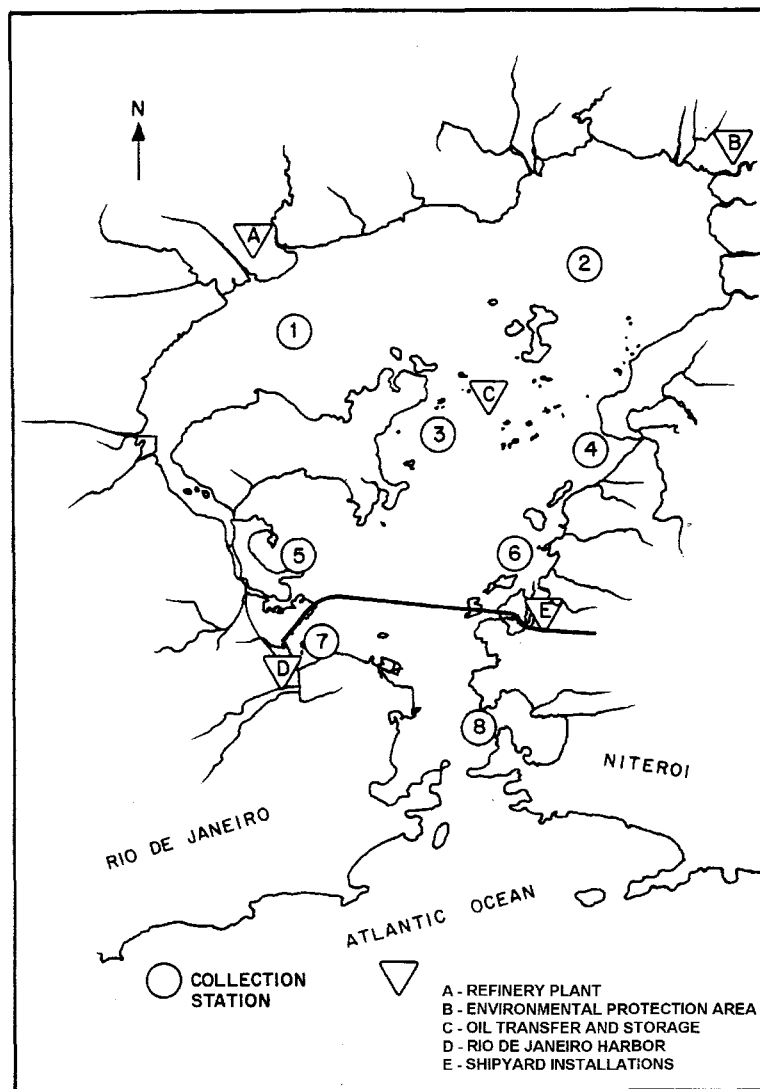 N
A
B
2
1
C
3
4
5
6
E
7
D
8
NITEROI
RIO DE JANEIRO
ATLANTIC OCEAN
COLLECTION
STATION
A - REFINERY PLANT
B - ENVIRONMENTAL PROTECTION AREA
C - OIL TRANSFER AND STORAGE
D - RIO DE JANEIRO HARBOR
E - SHIPYARD INSTALLATIONS